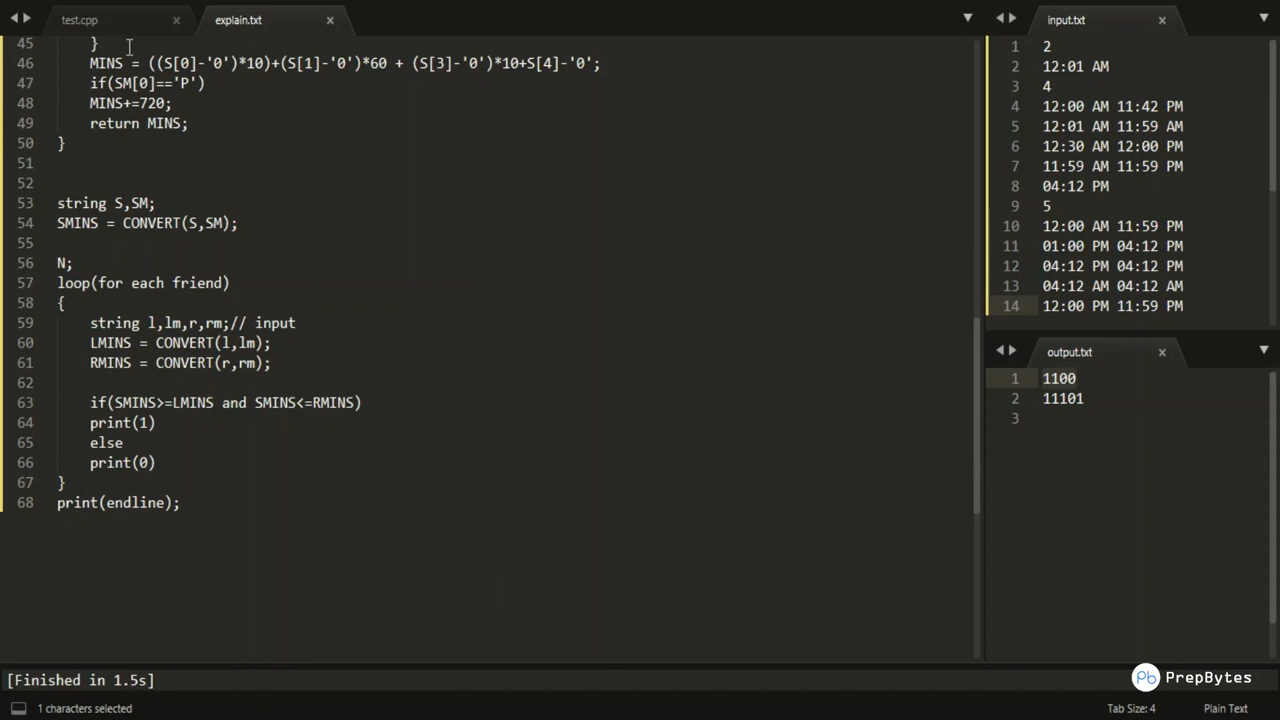 test.cpp
explain.txt
45 }
46 MINS = ((S[0]-'0')*10)+(S[1]-'0')*60 + (S[3]-'0')*10+S[4]-'0';
47 if(SM[0]=='P')
48 MINS+=720;
49 return MINS;
50 }
51
52
53 string S,SM;
54 SMINS = CONVERT(S,SM);
55
56 N;
57 loop(for each friend)
58 {
59 string l,lm,r,rm;// input
60 LMINS = CONVERT(l,lm);
61 RMINS = CONVERT(r,rm);
62
63 if(SMINS>=LMINS and SMINS<=RMINS)
64 print(1)
65 else
66 print(0)
67 }
68 print(endline);
input.txt
1 2
2 12:01 AM
3 4
4 12:00 AM 11:42 PM
5 12:01 AM 11:59 AM
6 12:30 AM 12:00 PM
7 11:59 AM 11:59 PM
8 04:12 PM
9 5
10 12:00 AM 11:59 PM
11 01:00 PM 04:12 PM
12 04:12 PM 04:12 PM
13 04:12 AM 04:12 AM
14 12:00 PM 11:59 PM
output.txt
1 1100
2 11101
3
[Finished in 1.5s]
Pb PrepBytes
1 characters selected
Tab Size: 4
Plain Text